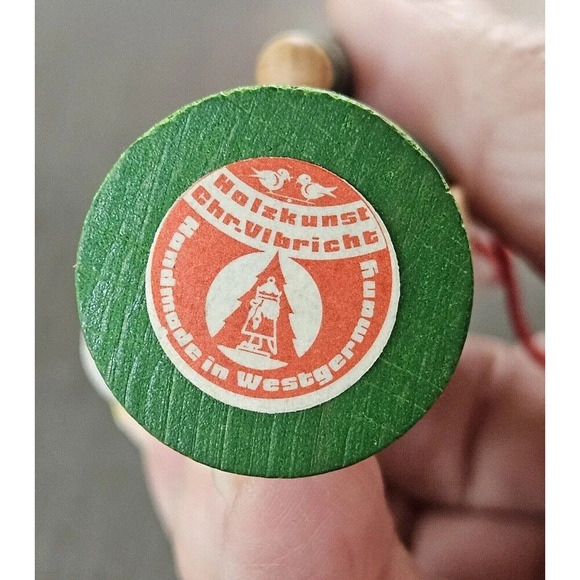 Holzkunst
Chr.Ulbricht
Handmade in Westgermany